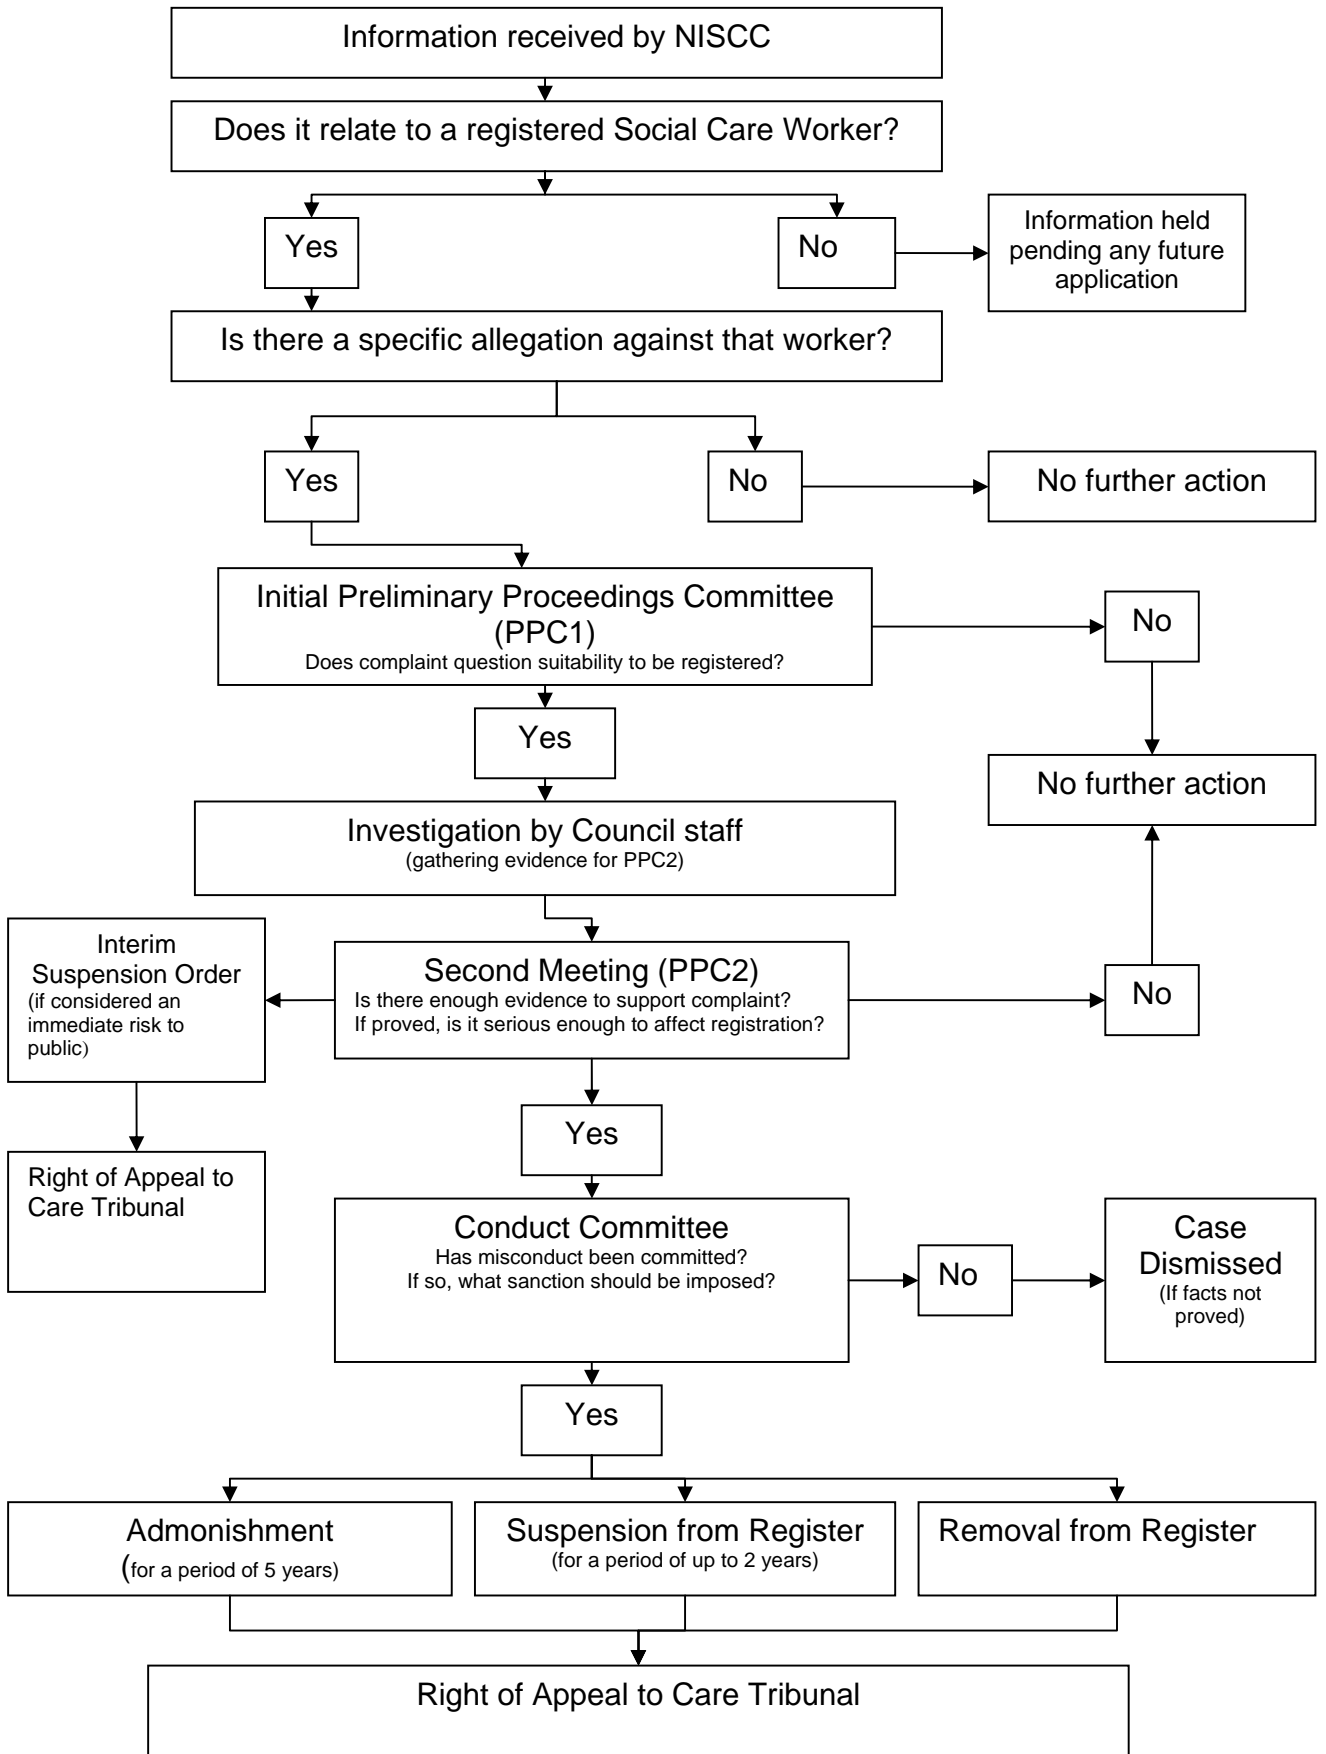 Information received by NISCC
Does it relate to a registered Social Care Worker?
Yes
No
Information held
pending any future
application
Is there a specific allegation against that worker?
Yes
No
No further action
Initial Preliminary Proceedings Committee
(PPC1)
Does complaint question suitability to be registered?
No
Yes
No further action
Investigation by Council staff
(gathering evidence for PPC2)
Interim
Suspension Order
(if considered an
immediate risk to
public)
Second Meeting (PPC2)
Is there enough evidence to support complaint?
If proved, is it serious enough to affect registration?
No
Yes
Right of Appeal to
Care Tribunal
Conduct Committee
Has misconduct been committed?
If so, what sanction should be imposed?
No
Case
Dismissed
(If facts not
proved)
Yes
Admonishment
(for a period of 5 years)
Suspension from Register
(for a period of up to 2 years)
Removal from Register
Right of Appeal to Care Tribunal